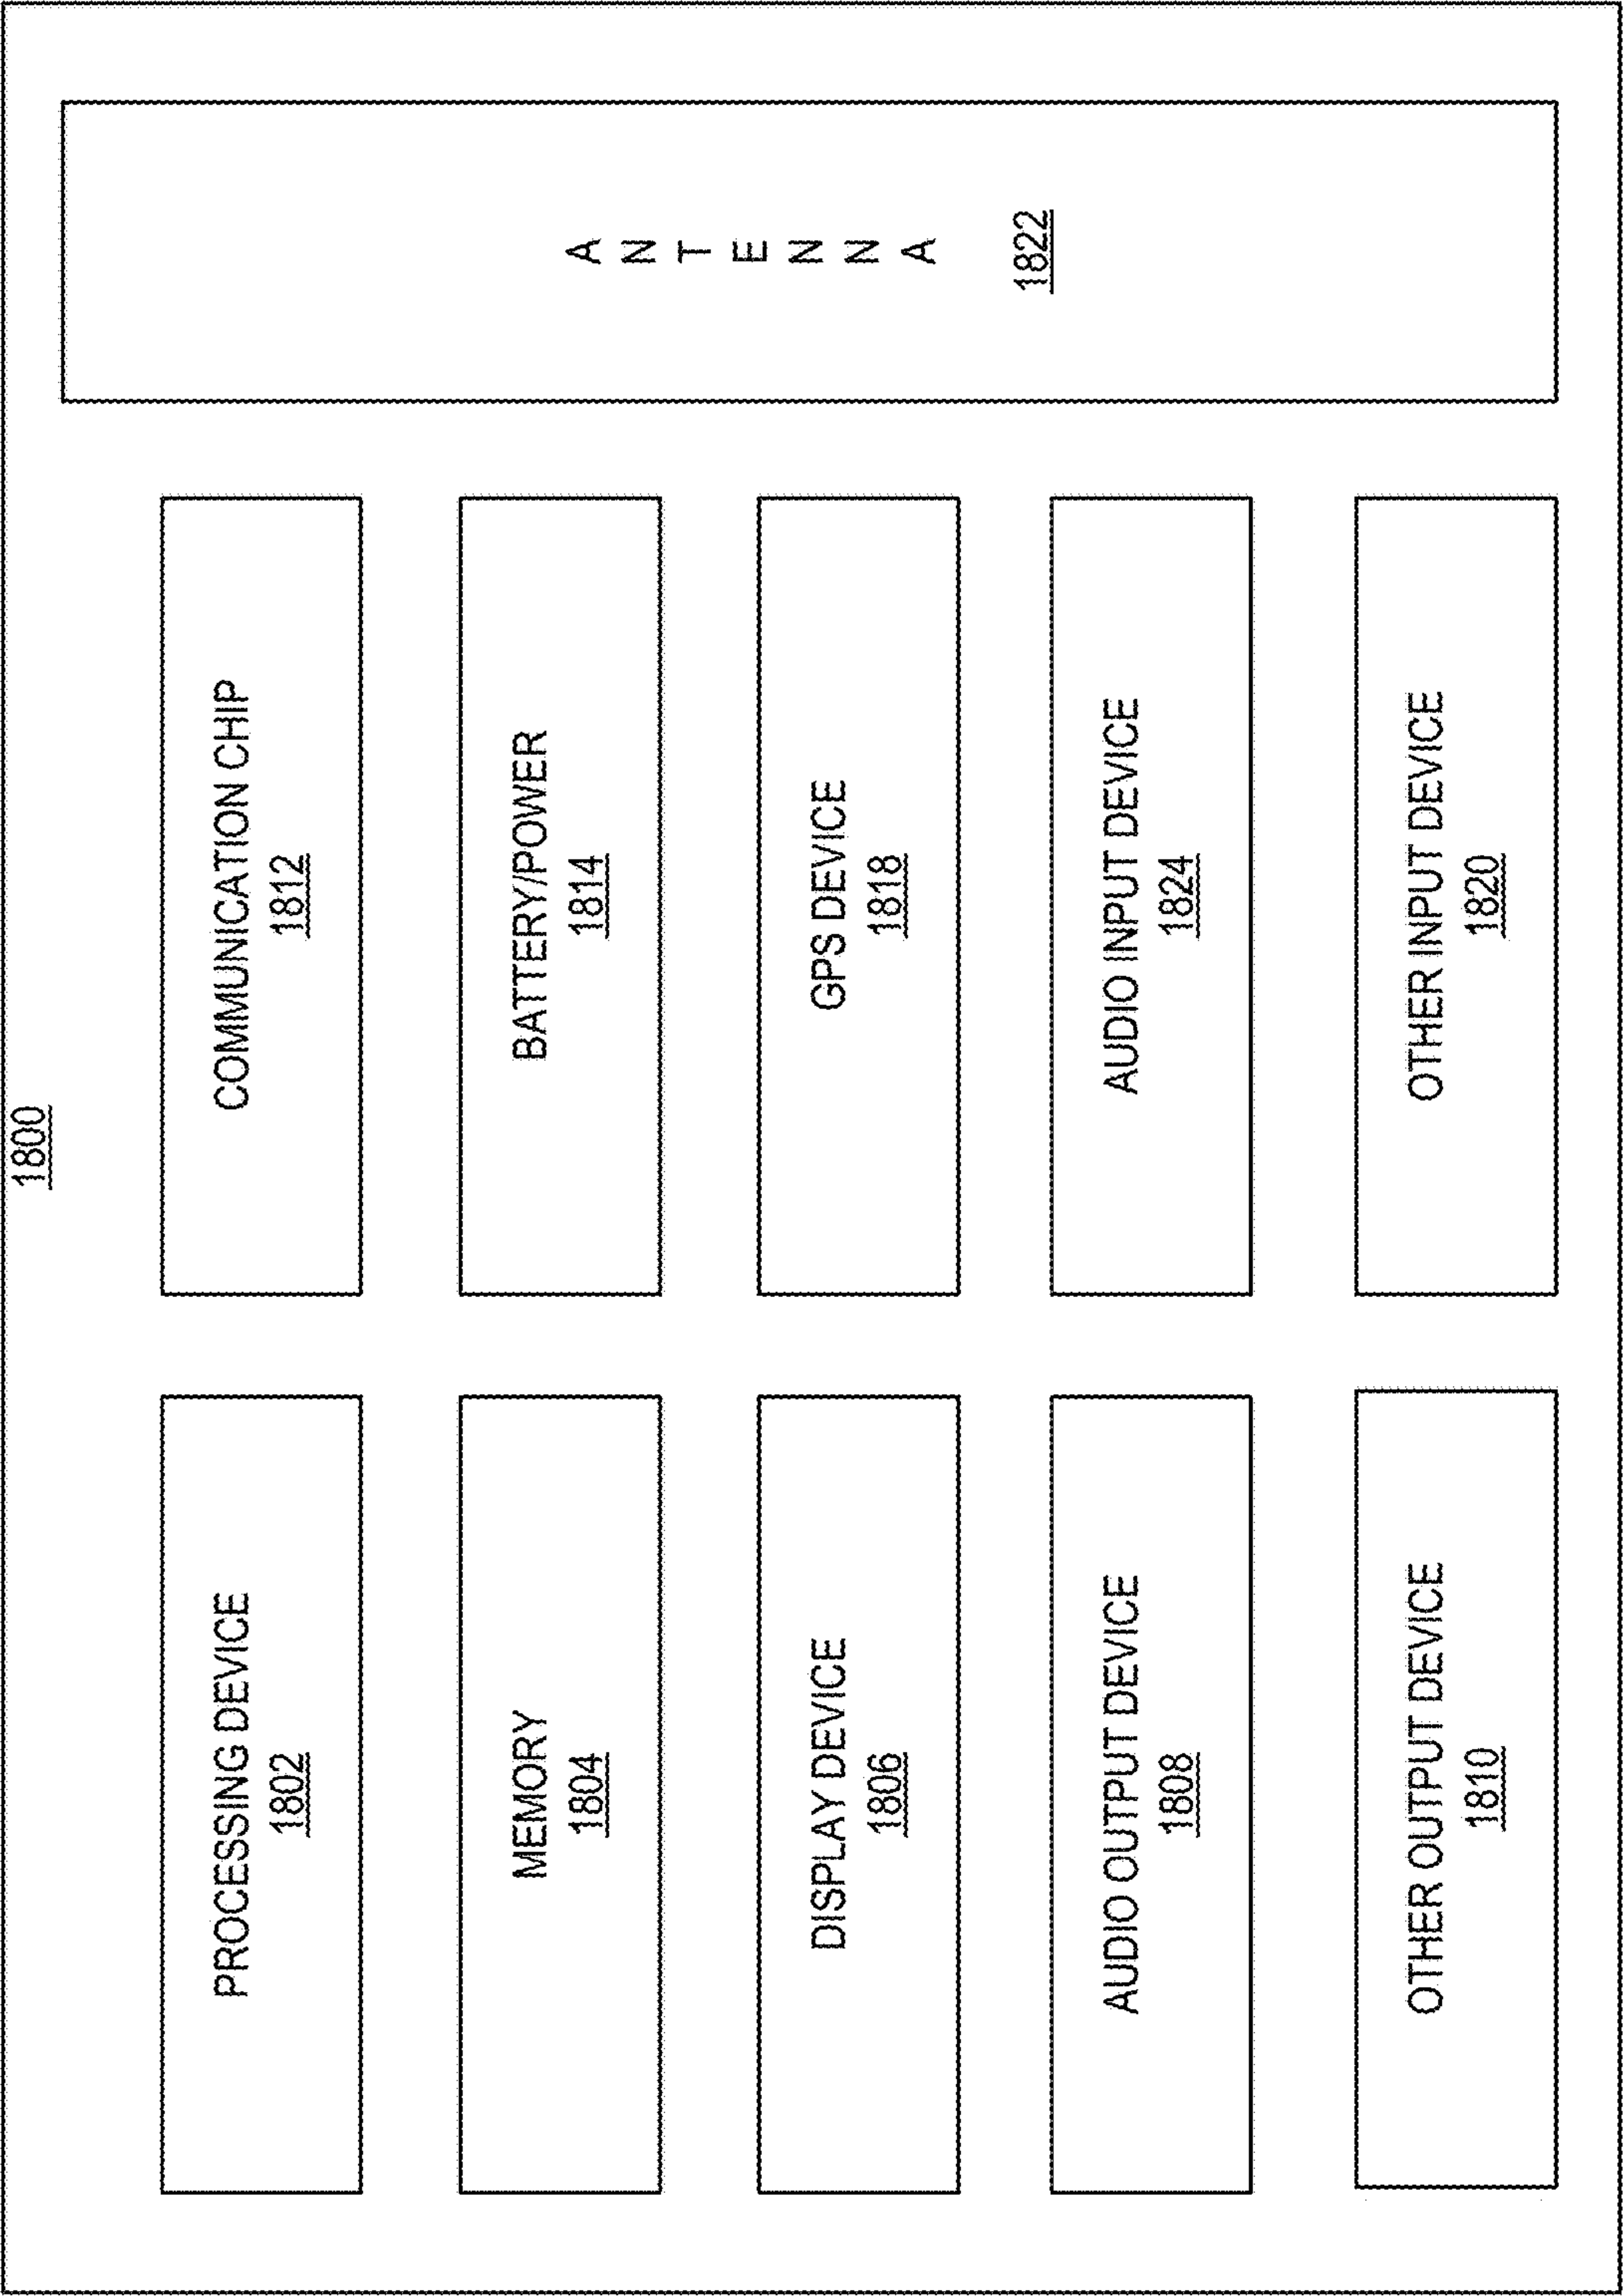 1800
PROCESSING DEVICE
1802
COMMUNICATION CHIP
1812
MEMORY
1804
BATTERY/POWER
1814
DISPLAY DEVICE
1806
GPS DEVICE
1818
AUDIO OUTPUT DEVICE
1808
AUDIO INPUT DEVICE
1824
OTHER OUTPUT DEVICE
1810
OTHER INPUT DEVICE
1820
A
N
T
E
N
N
A
1822